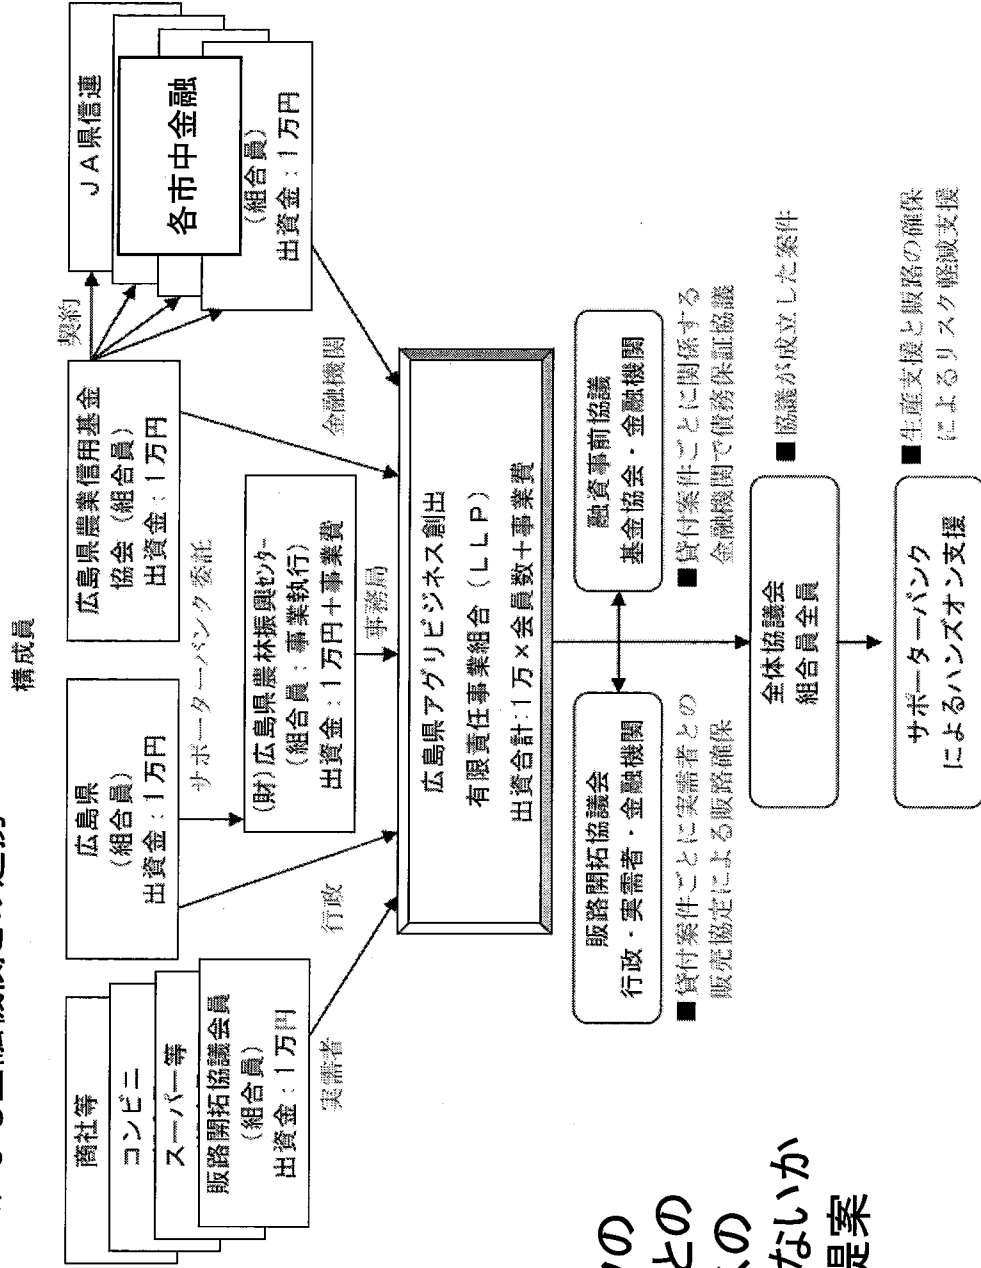 構成員
商社等
コンビニ
スーパー等
販路開拓協議会員
(組合員)
出資金:1万円
広島県
(組合員)
出資金:1万円
広島県農業信用基金
協会(組合員)
出資金:1万円
契約
JA県信連
各市中金融
(組合員)
出資金:1万円
サポーターバンク委託
(財)広島県農林振興センター
(組合員:事業執行)
出資金:1万円+事業費
実需者
行政
事務局
金融機関
広島県アグリビジネス創出
有限責任事業組合(LLP)
出資合計:1万×会員数+事業費
販路開拓協議会
行政・実需者・金融機関
■貸付案件ごとに実需者との
販売協定による販路確保
融資事前協議
基金協会・金融機関
■貸付案件ごとに関係する
金融機関で債務保証協議
全体協議会
組合員全員
■協議が成立した案件
サポーターバンク
によるハンズオン支援
■生産支援と販路の確保
によるリスク軽減支援
の
との
の
ないか
提案